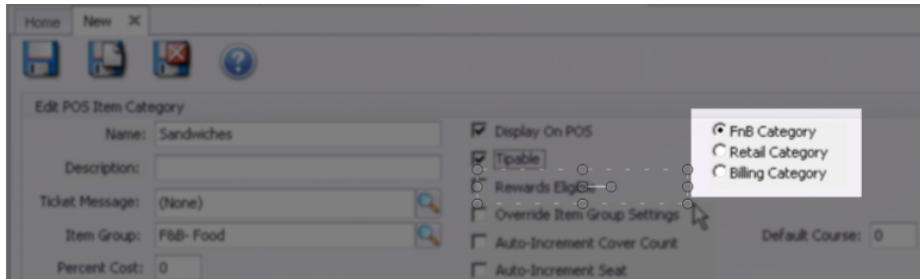 Home New
Edit POS Item Category
Name: Sandwiches
Display On POS
FnB Category
Description:
Tipable
Retail Category
Billing Category
Ticket Message: (None)
Rewards Eligible
Override Item Group Settings
Item Group: F&B- Food
Auto-Increment Cover Count
Default Course: 0
Percent Cost: 0
Auto-Increment Seat